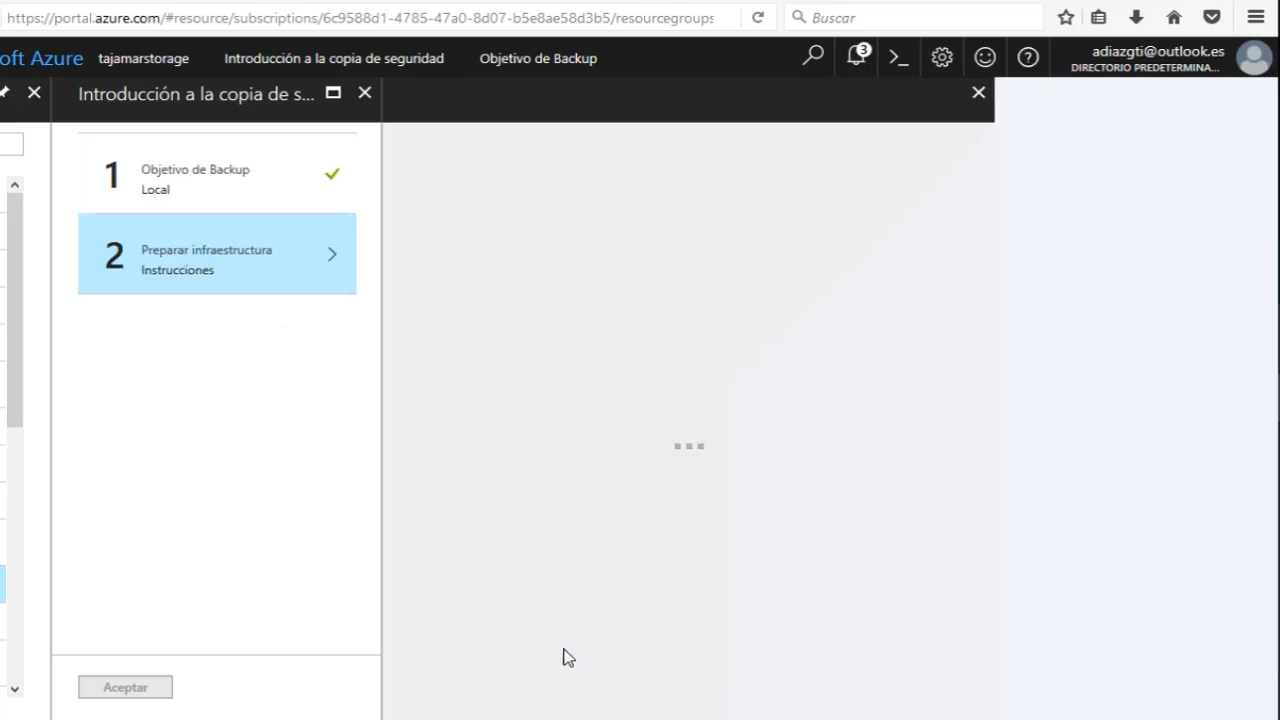 https://portal.azure.com/#resource/subscriptions/6c9588d1-4785-47a0-8d07-b5e8ae58d3b5/resourcegroups
Buscar
oft Azure tajamarstorage Introducción a la copia de seguridad Objetivo de Backup
3
adiazgti@outlook.es
DIRECTORIO PREDETERMINA...
Introducción a la copia de s...
1 Objetivo de Backup
Local
2 Preparar infraestructura
Instrucciones
Aceptar